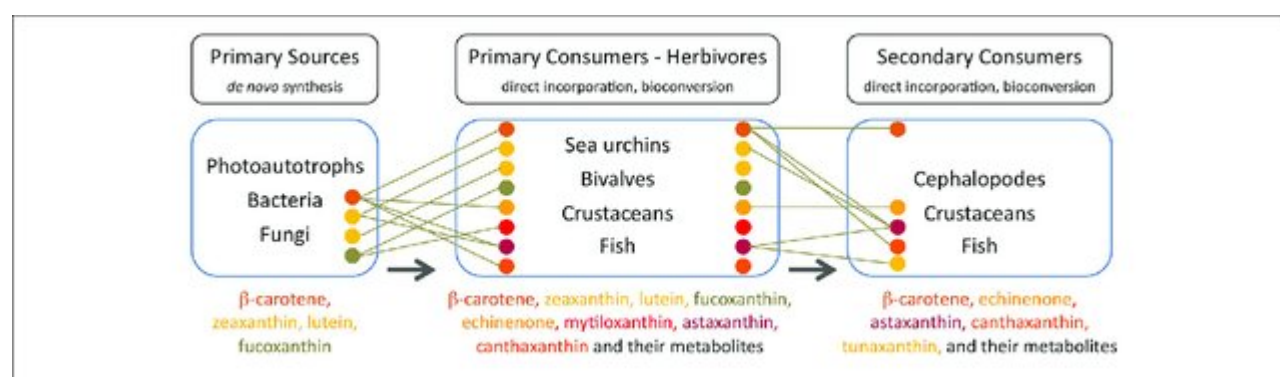 Primary Sources
de novo synthesis
Primary Consumers - Herbivores
direct incorporation, bioconversion
Secondary Consumers
direct incorporation, bioconversion
Photoautotrophs
Bacteria
Fungi
Sea urchins
Bivalves
Crustaceans
Fish
Cephalopodes
Crustaceans
Fish
β-carotene,
zeaxanthin, lutein,
fucoxanthin
β-carotene, zeaxanthin, lutein, fucoxanthin,
echinenone, mytiloxanthin, astaxanthin,
canthaxanthin and their metabolites
β-carotene, echinenone,
astaxanthin, canthaxanthin,
tunaxanthin, and their metabolites